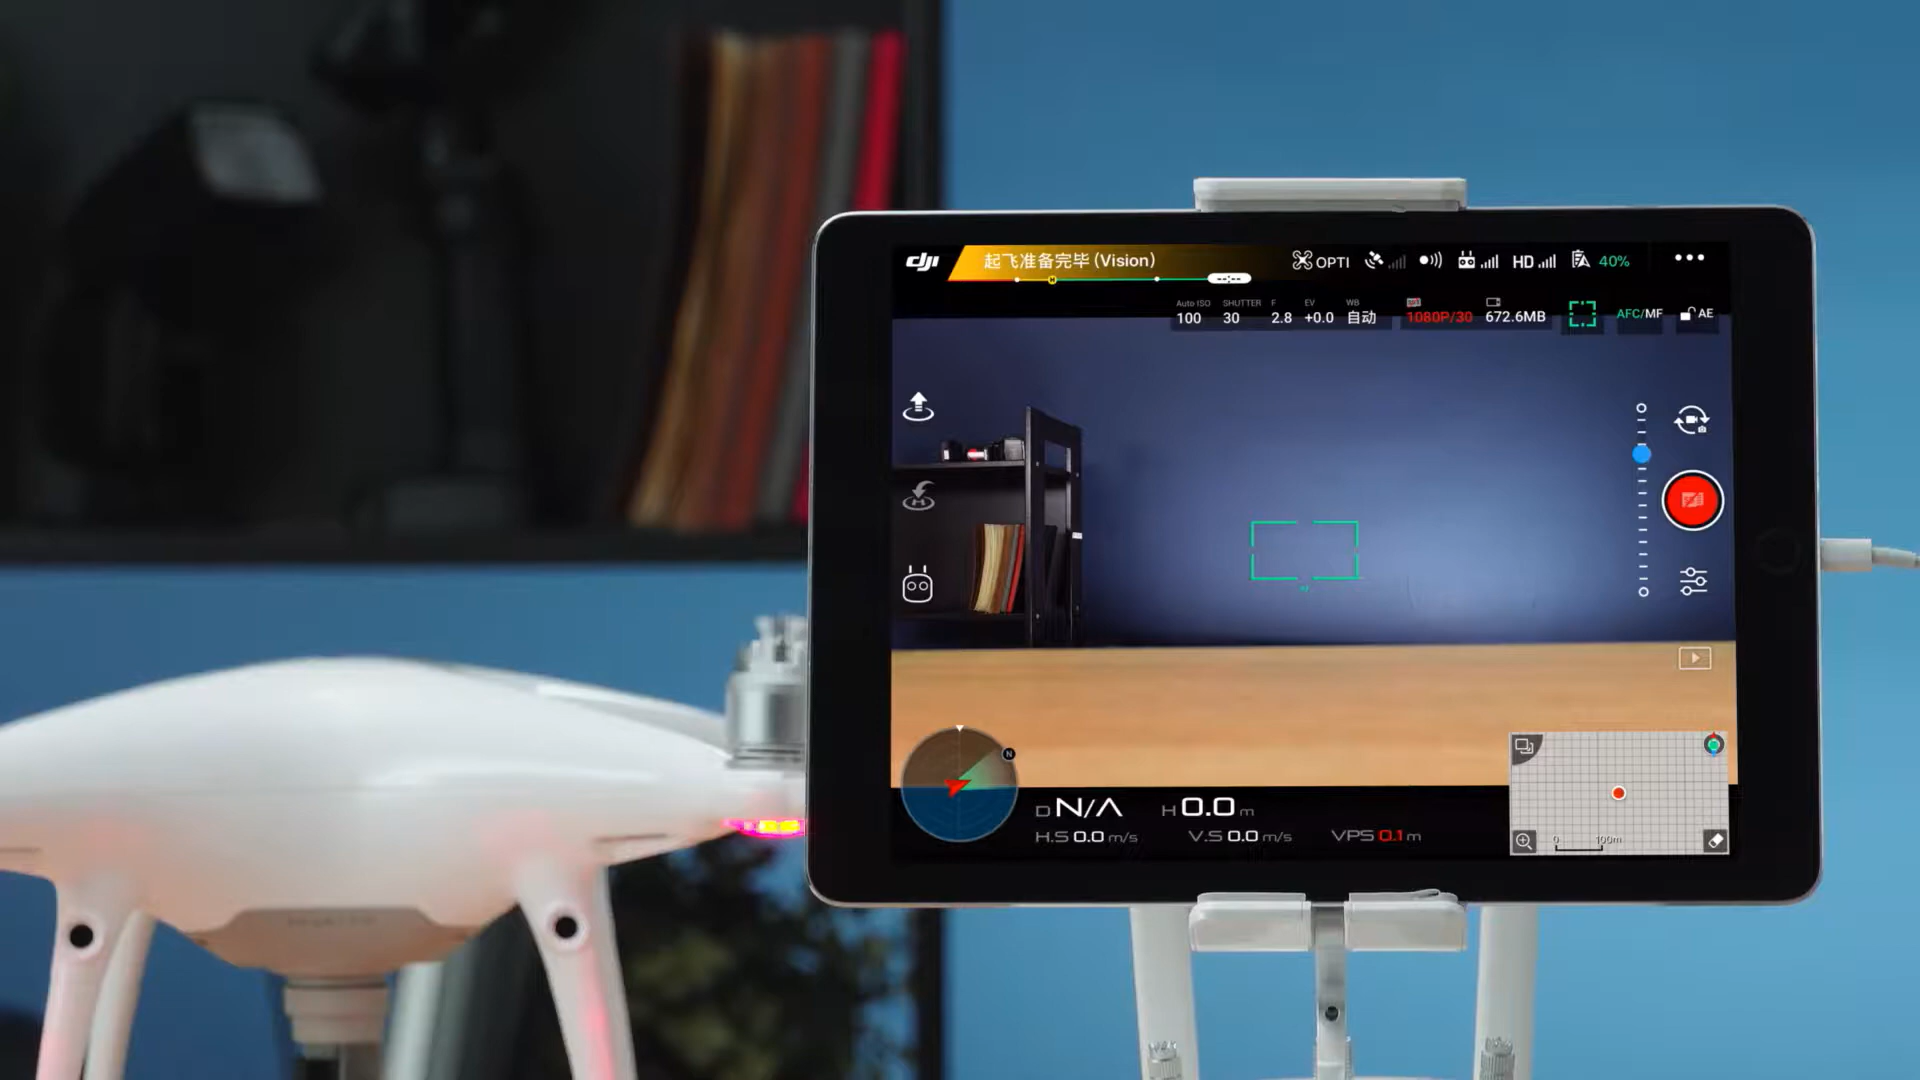 dji 起飞准备完毕 (Vision) OPTI HD 40%
H --:--
Auto ISO SHUTTER F EV WB
100 30 2.8 +0.0 自动 1080P/30 672.6MB AFC/MF AE
H
N
D N/A H 0.0 m
H.S 0.0 m/s V.S 0.0 m/s VPS 0.1 m
0 100m